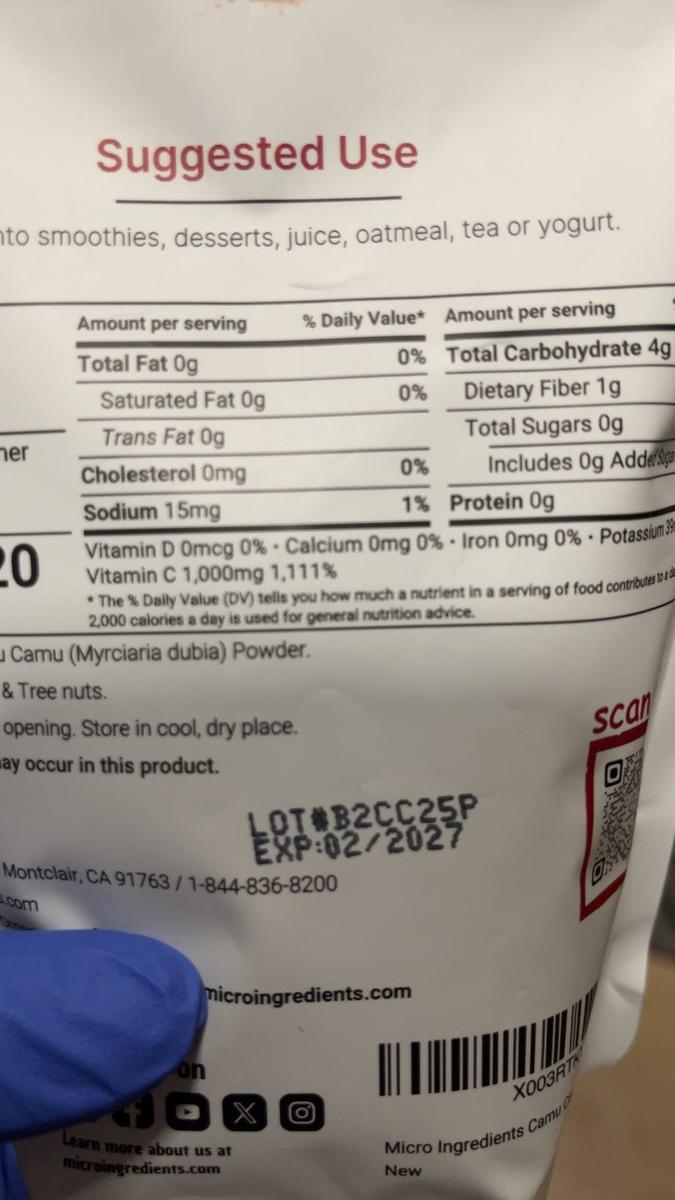 Suggested Use
nto smoothies, desserts, juice, oatmeal, tea or yogurt.
Amount per serving % Daily Value* Amount per serving
Total Fat 0g 0% Total Carbohydrate 4g
Saturated Fat 0g 0% Dietary Fiber 1g
Trans Fat 0g Total Sugars 0g
Cholesterol 0mg 0% Includes 0g Added
Sodium 15mg 1% Protein 0g
20
Vitamin D 0mcg 0% · Calcium 0mg 0% · Iron 0mg 0% · Potassium
Vitamin C 1,000mg 1,111%
* The % Daily Value (DV) tells you how much a nutrient in a serving of food contributes to a
2,000 calories a day is used for general nutrition advice.
Camu (Myrciaria dubia) Powder.
& Tree nuts.
opening. Store in cool, dry place.
ay occur in this product.
scan
LOT#B2CC25P
EXP:02/2027
Montclair, CA 91763 / 1-844-836-8200
.com
microingredients.com
on
X003RT
Learn more about us at
microingredients.com
Micro Ingredients Camu
New